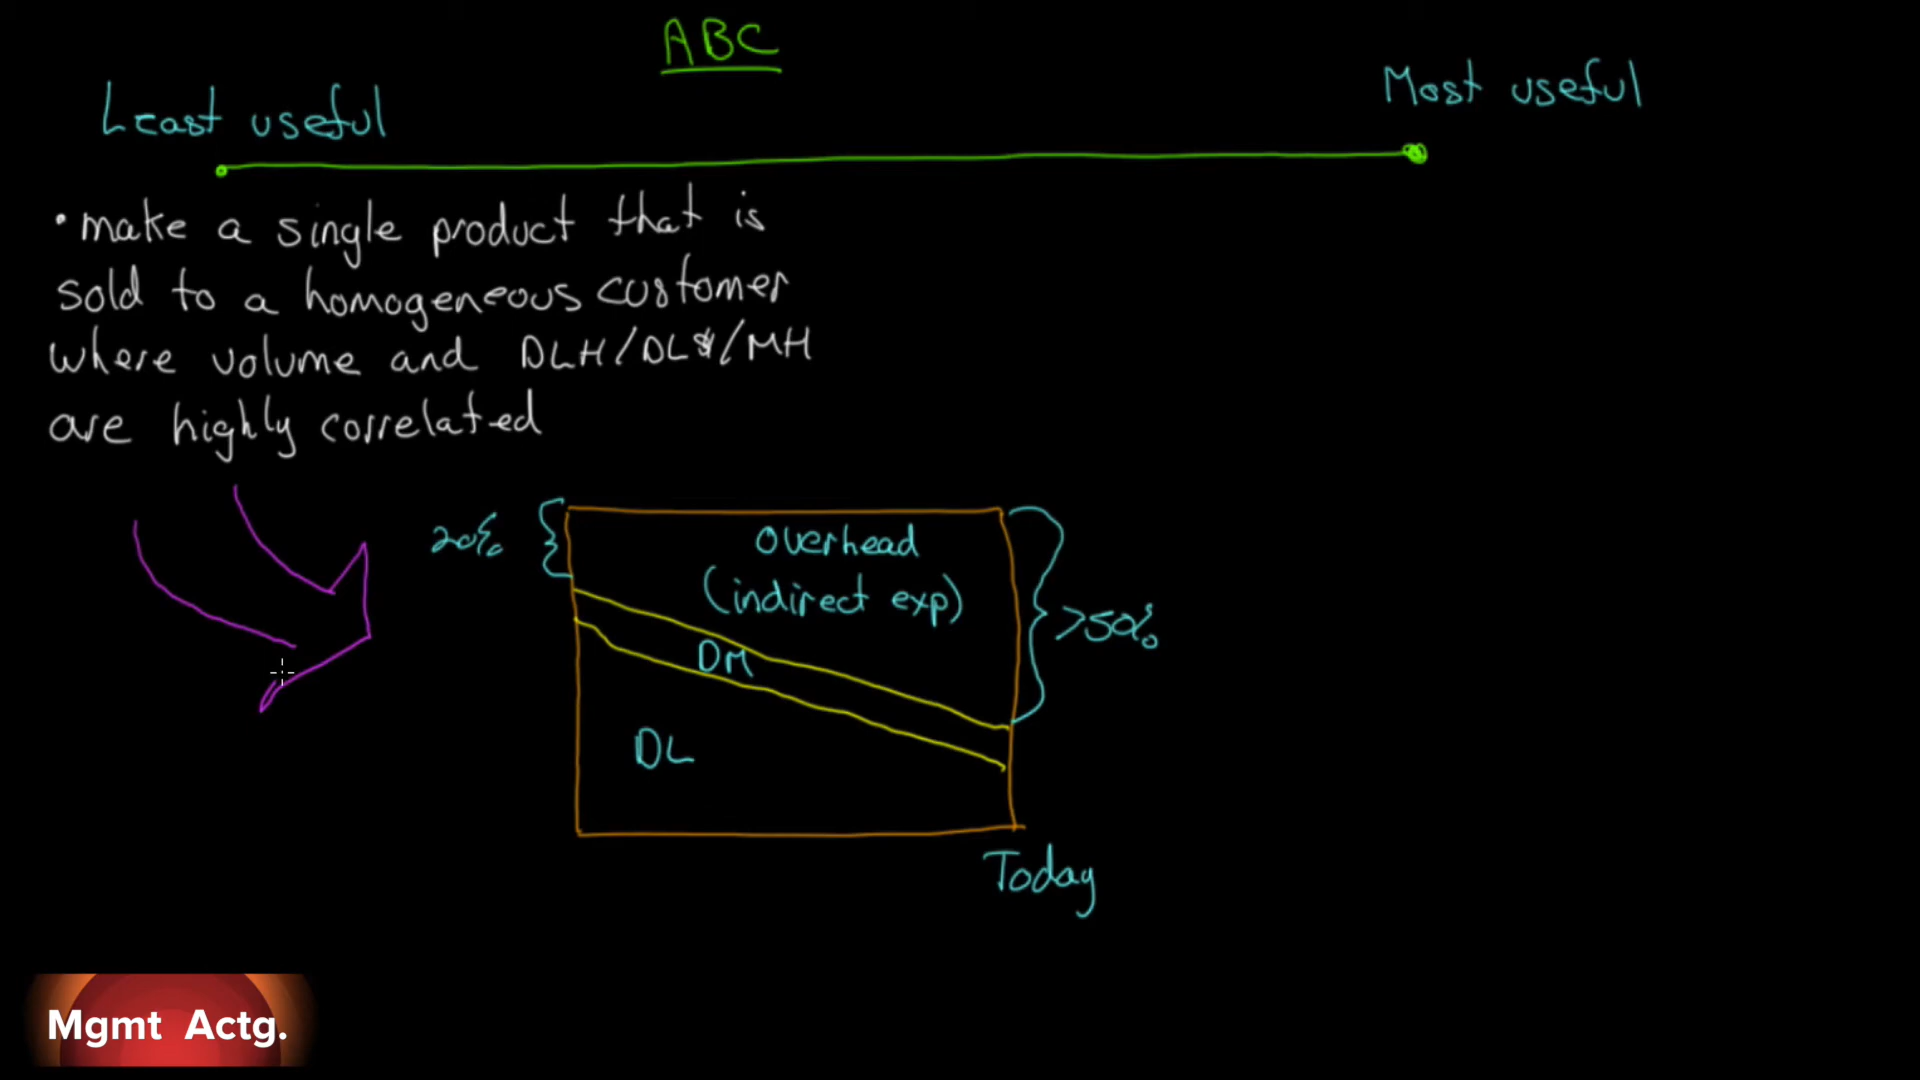 ABC
Least useful
Most useful
• make a single product that is
sold to a homogeneous customer
where volume and DLH/DL$/MH
are highly correlated
20%
Overhead
(indirect exp)
>50%
DM
DL
Today
Mgmt Actg.